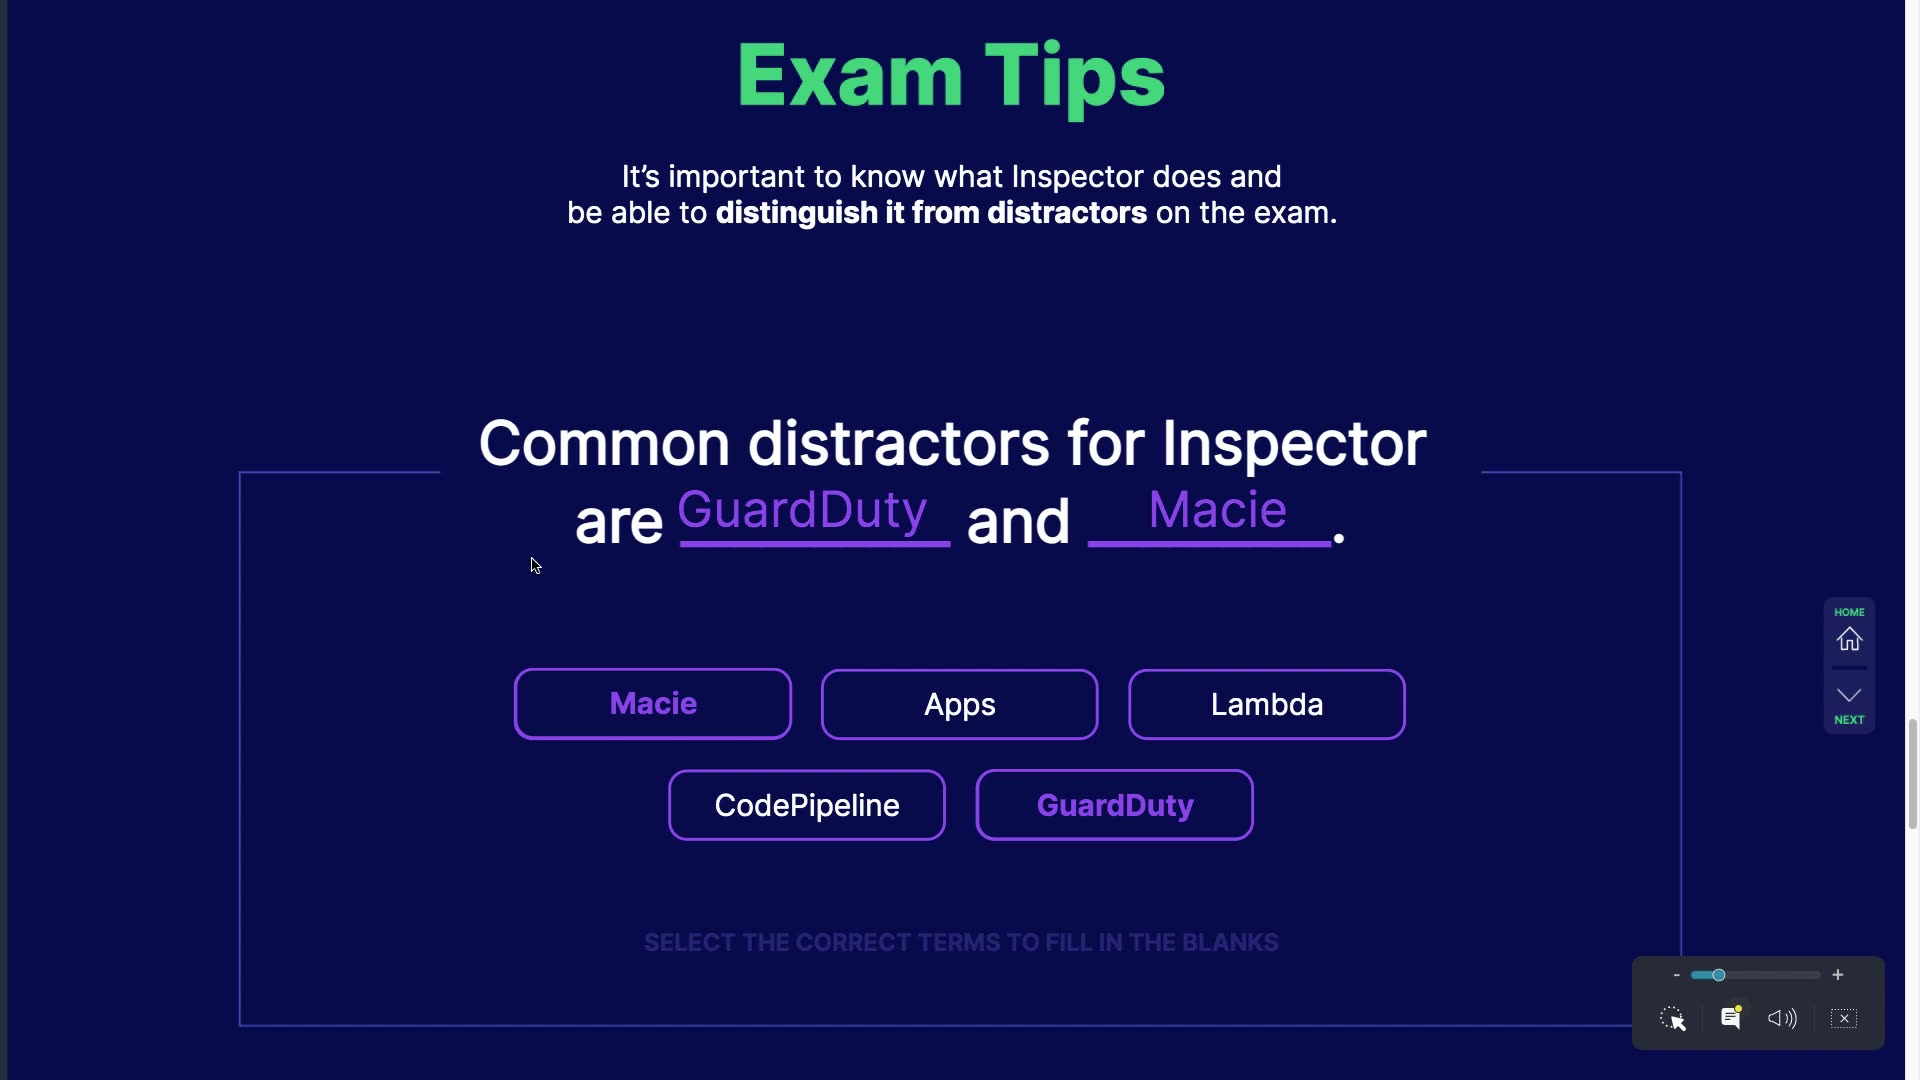 Exam Tips
It's important to know what Inspector does and
be able to distinguish it from distractors on the exam.
Common distractors for Inspector
are GuardDuty and Macie.
Macie
Apps
Lambda
CodePipeline
GuardDuty
SELECT THE CORRECT TERMS TO FILL IN THE BLANKS
HOME
NEXT
- +